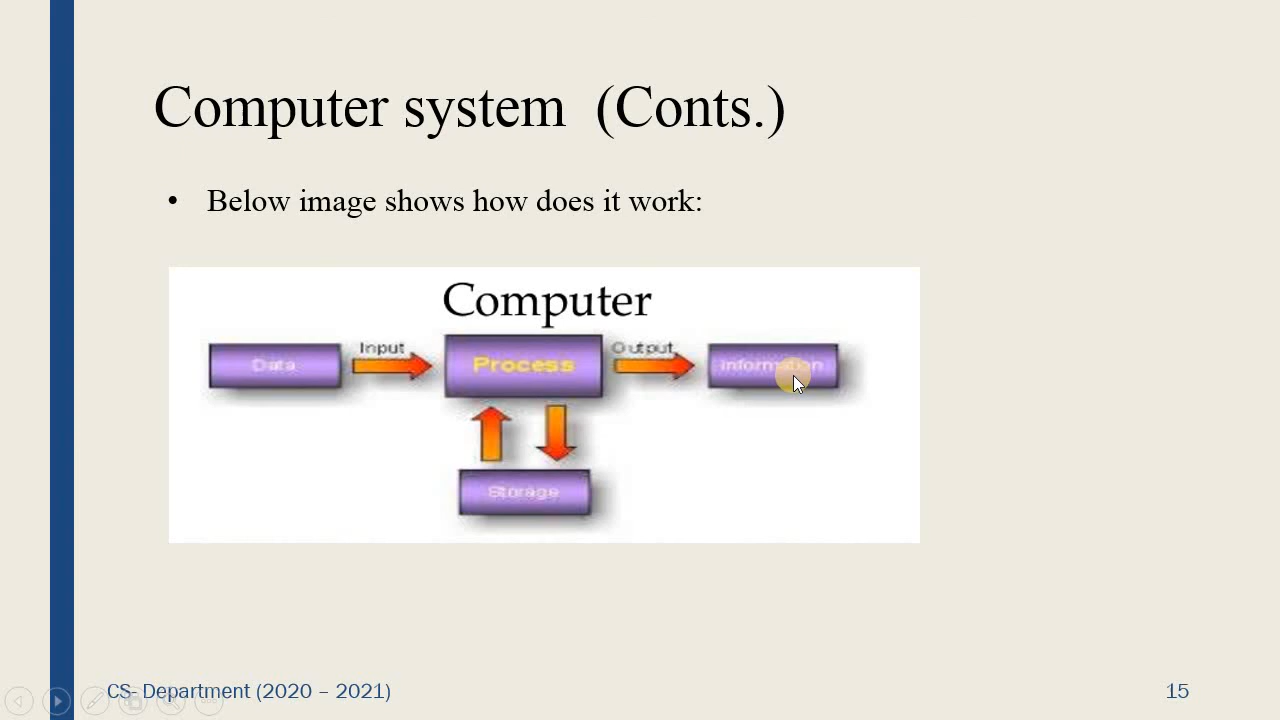 Computer system (Conts.)
• Below image shows how does it work:
Computer
Data
Input
Process
Output
Information
Storage
CS- Department (2020 – 2021)
15